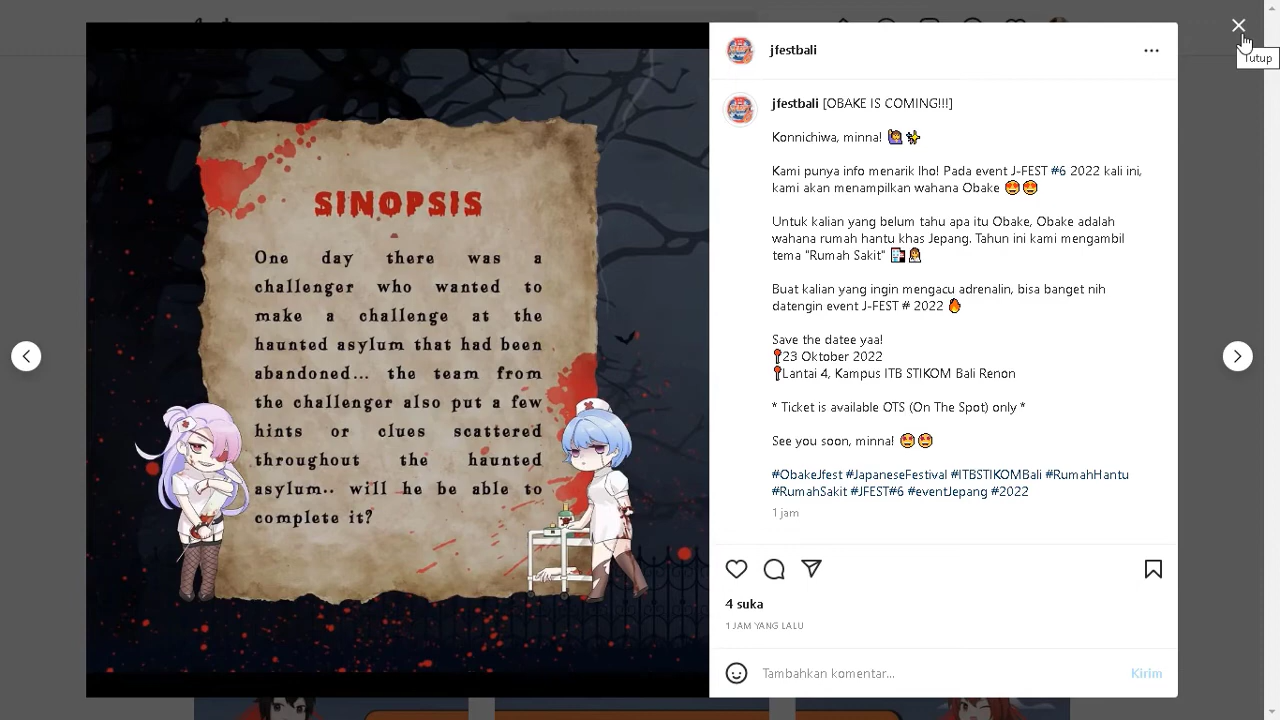 SINOPSIS
One day there was a
challenger who wanted to
make a challenge at the
haunted asylum that had been
abandoned... the team from
the challenger also put a few
hints or clues scattered
throughout the haunted
asylum.. will he be able to
complete it?
jfestbali
Tutup
jfestbali [OBAKE IS COMING!!!]
Konnichiwa, minna! 🙋✨
Kami punya info menarik lho! Pada event J-FEST #6 2022 kali ini,
kami akan menampilkan wahana Obake 🤩🤩
Untuk kalian yang belum tahu apa itu Obake, Obake adalah
wahana rumah hantu khas Jepang. Tahun ini kami mengambil
tema "Rumah Sakit" 🏥👰
Buat kalian yang ingin mengacu adrenalin, bisa banget nih
datengin event J-FEST # 2022 🔥
Save the datee yaa!
📍23 Oktober 2022
📍Lantai 4, Kampus ITB STIKOM Bali Renon
* Ticket is available OTS (On The Spot) only *
See you soon, minna! 🤩🤩
#ObakeJfest #JapaneseFestival #ITBSTIKOMBali #RumahHantu
#RumahSakit #JFEST#6 #eventJepang #2022
1 jam
4 suka
1 JAM YANG LALU
Tambahkan komentar...
Kirim